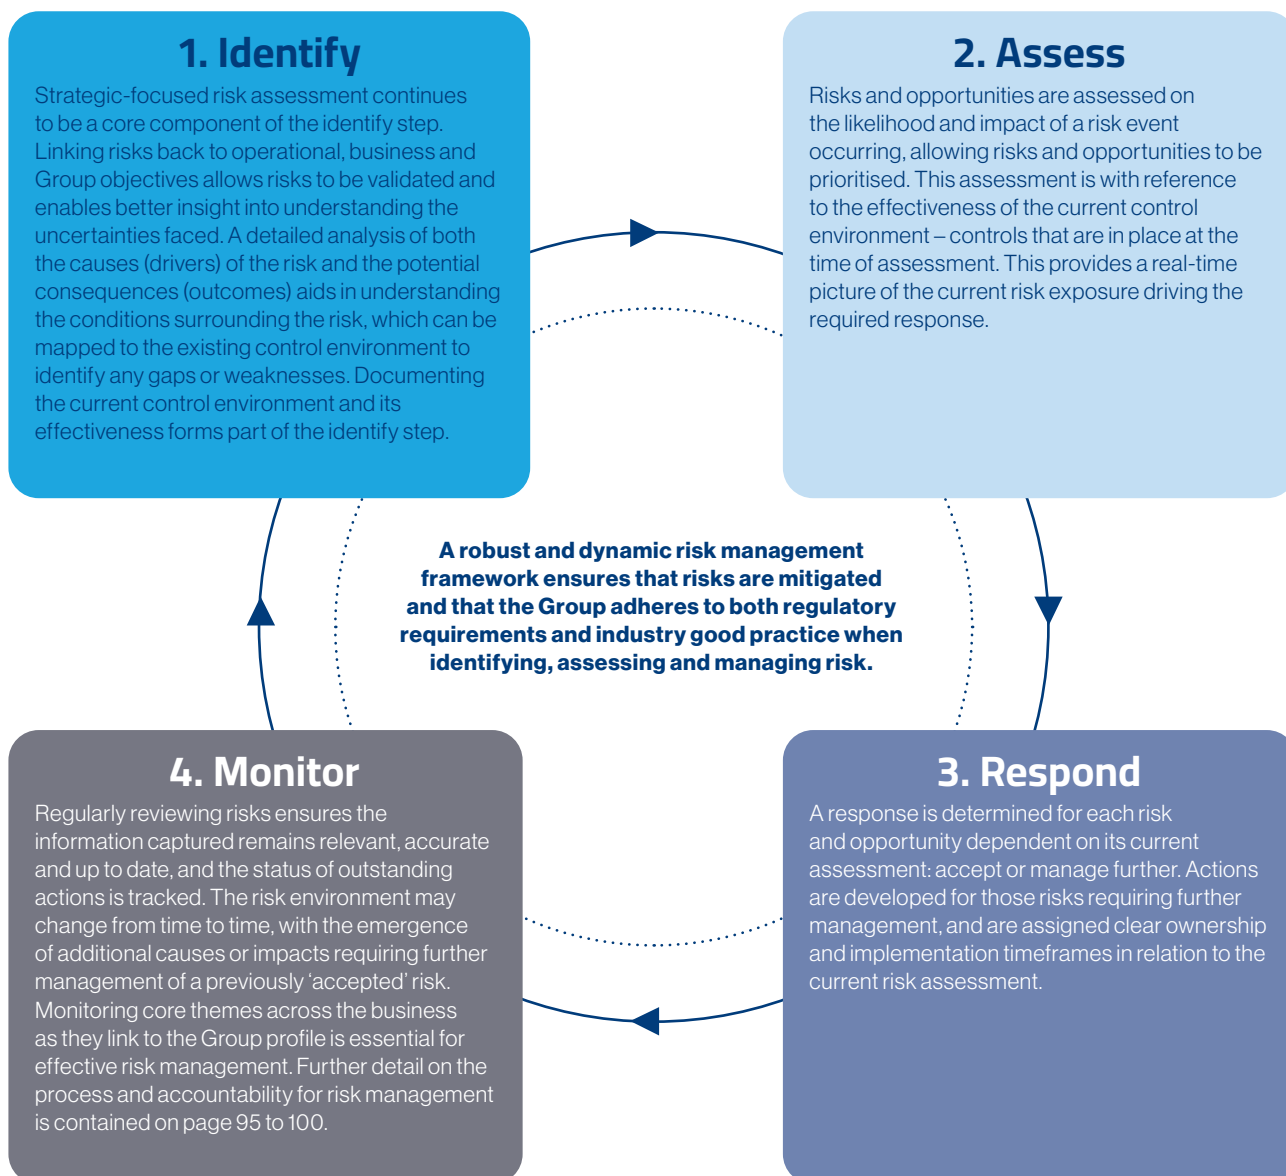 1. Identify
Strategic-focused risk assessment continues
to be a core component of the identify step.
Linking risks back to operational, business and
Group objectives allows risks to be validated and
enables better insight into understanding the
uncertainties faced. A detailed analysis of both
the causes (drivers) of the risk and the potential
consequences (outcomes) aids in understanding
the conditions surrounding the risk, which can be
mapped to the existing control environment to
identify any gaps or weaknesses. Documenting
the current control environment and its
effectiveness forms part of the identify step.
2. Assess
Risks and opportunities are assessed on
the likelihood and impact of a risk event
occurring, allowing risks and opportunities to be
prioritised. This assessment is with reference
to the effectiveness of the current control
environment – controls that are in place at the
time of assessment. This provides a real-time
picture of the current risk exposure driving the
required response.
A robust and dynamic risk management
framework ensures that risks are mitigated
and that the Group adheres to both regulatory
requirements and industry good practice when
identifying, assessing and managing risk.
4. Monitor
Regularly reviewing risks ensures the
information captured remains relevant, accurate
and up to date, and the status of outstanding
actions is tracked. The risk environment may
change from time to time, with the emergence
of additional causes or impacts requiring further
management of a previously ‘accepted’ risk.
Monitoring core themes across the business
as they link to the Group profile is essential for
effective risk management. Further detail on the
process and accountability for risk management
is contained on page 95 to 100.
3. Respond
A response is determined for each risk
and opportunity dependent on its current
assessment: accept or manage further. Actions
are developed for those risks requiring further
management, and are assigned clear ownership
and implementation timeframes in relation to the
current risk assessment.